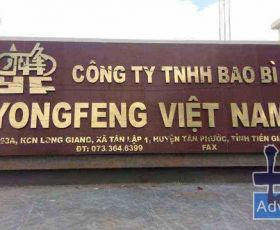 CÔNG TY TNHH BAO BÌ
YONGFENG VIỆT NAM
53A, KCN LONG GIANG, XÃ TÂN LẬP 1, HUYỆN TÂN PHƯỚC, TỈNH TIỀN GI
ĐT: 073.364.6399 FAX
Adv